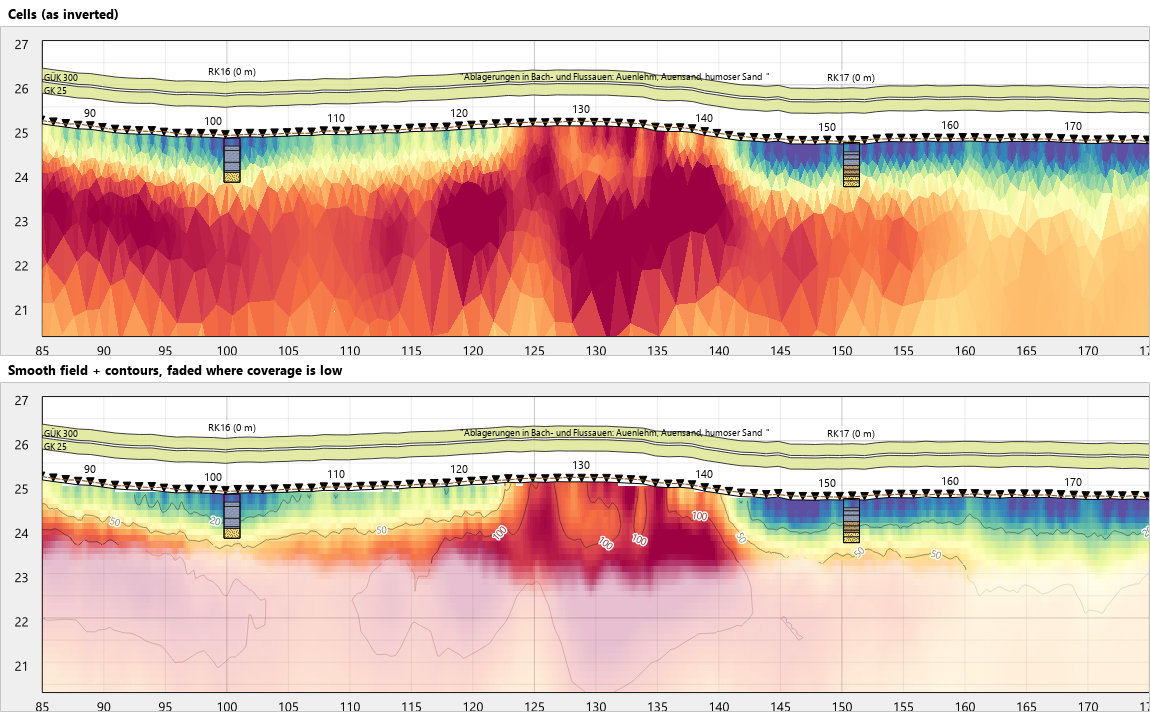 Cells (as inverted)
27
26
25
24
23
22
21
GÜK 300
GK 25
RK16 (0 m)
"Ablagerungen in Bach- und Flussauen: Auenlehm, Auensand, humoser Sand "
RK17 (0 m)
90 100 110 120 130 140 150 160 170
85 90 95 100 105 110 115 120 125 130 135 140 145 150 155 160 165 170 17
Smooth field + contours, faded where coverage is low
27
26
25
24
23
22
21
GÜK 300
GK 25
RK16 (0 m)
"Ablagerungen in Bach- und Flussauen: Auenlehm, Auensand, humoser Sand "
RK17 (0 m)
90 100 110 120 130 140 150 160 170
50 20 50 100 100 100 100 50 50 50 20
85 90 95 100 105 110 115 120 125 130 135 140 145 150 155 160 165 170 17